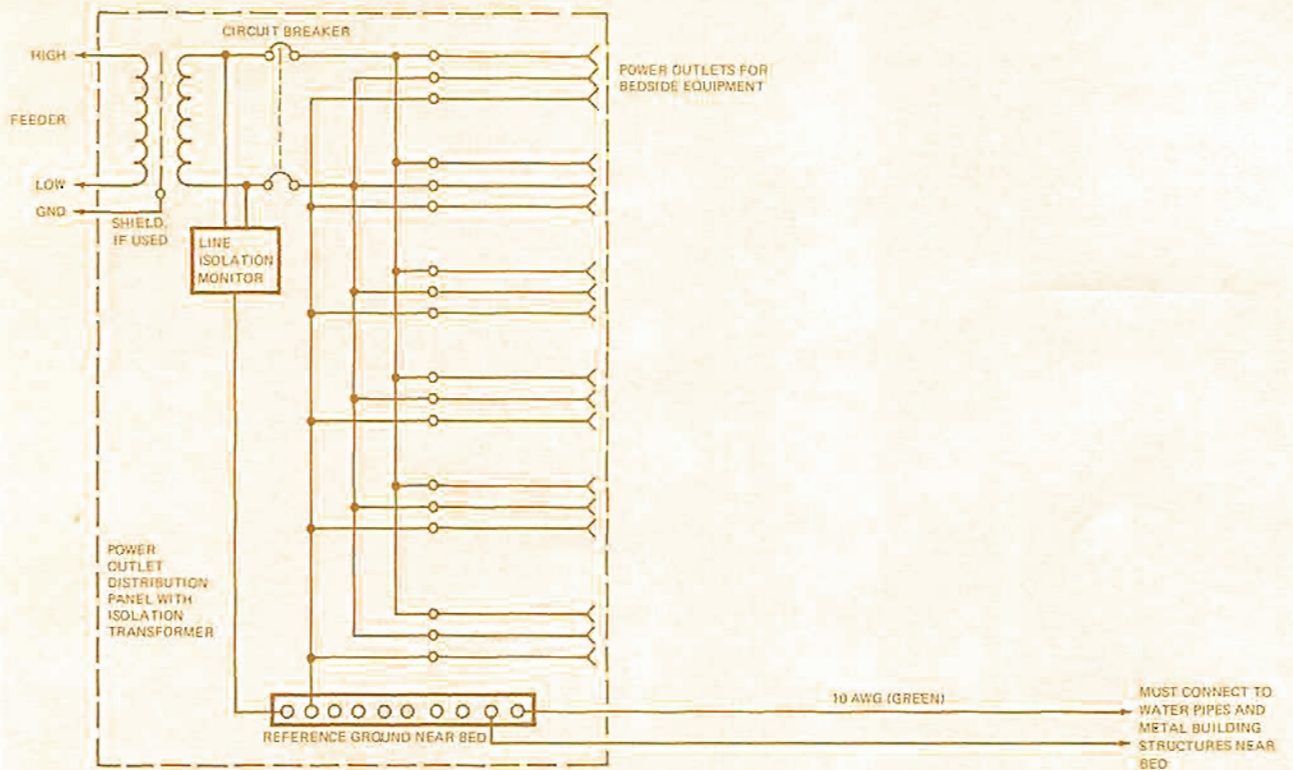 CIRCUIT BREAKER
HIGH
FEEDER
LOW
GND
SHIELD,
IF USED
LINE
ISOLATION
MONITOR
POWER OUTLETS FOR
BEDSIDE EQUIPMENT
POWER
OUTLET
DISTRIBUTION
PANEL WITH
ISOLATION
TRANSFORMER
REFERENCE GROUND NEAR BED
10 AWG (GREEN)
MUST CONNECT TO
WATER PIPES AND
METAL BUILDING
STRUCTURES NEAR
BED